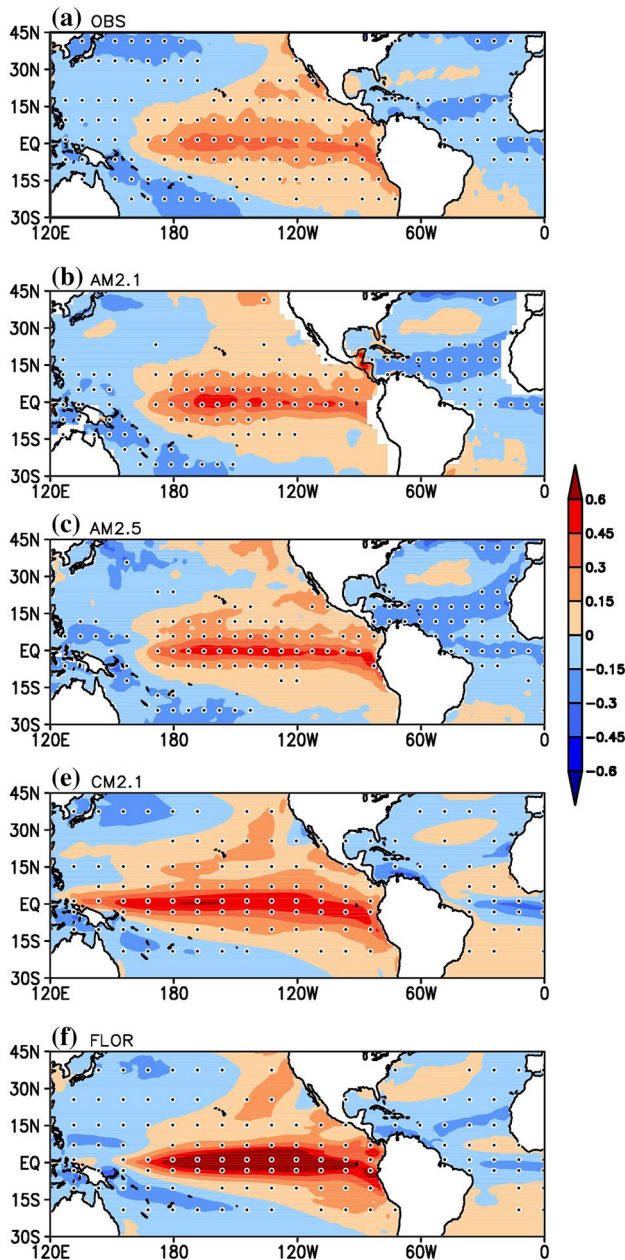 (a) OBS
45N
30N
15N
EQ
15S
30S
120E 180 120W 60W 0
(b) AM2.1
45N
30N
15N
EQ
15S
30S
120E 180 120W 60W 0
(c) AM2.5
45N
30N
15N
EQ
15S
30S
120E 180 120W 60W 0
0.6
0.45
0.3
0.15
0
-0.15
-0.3
-0.45
-0.6
(e) CM2.1
45N
30N
15N
EQ
15S
30S
120E 180 120W 60W 0
(f) FLOR
45N
30N
15N
EQ
15S
30S
120E 180 120W 60W 0